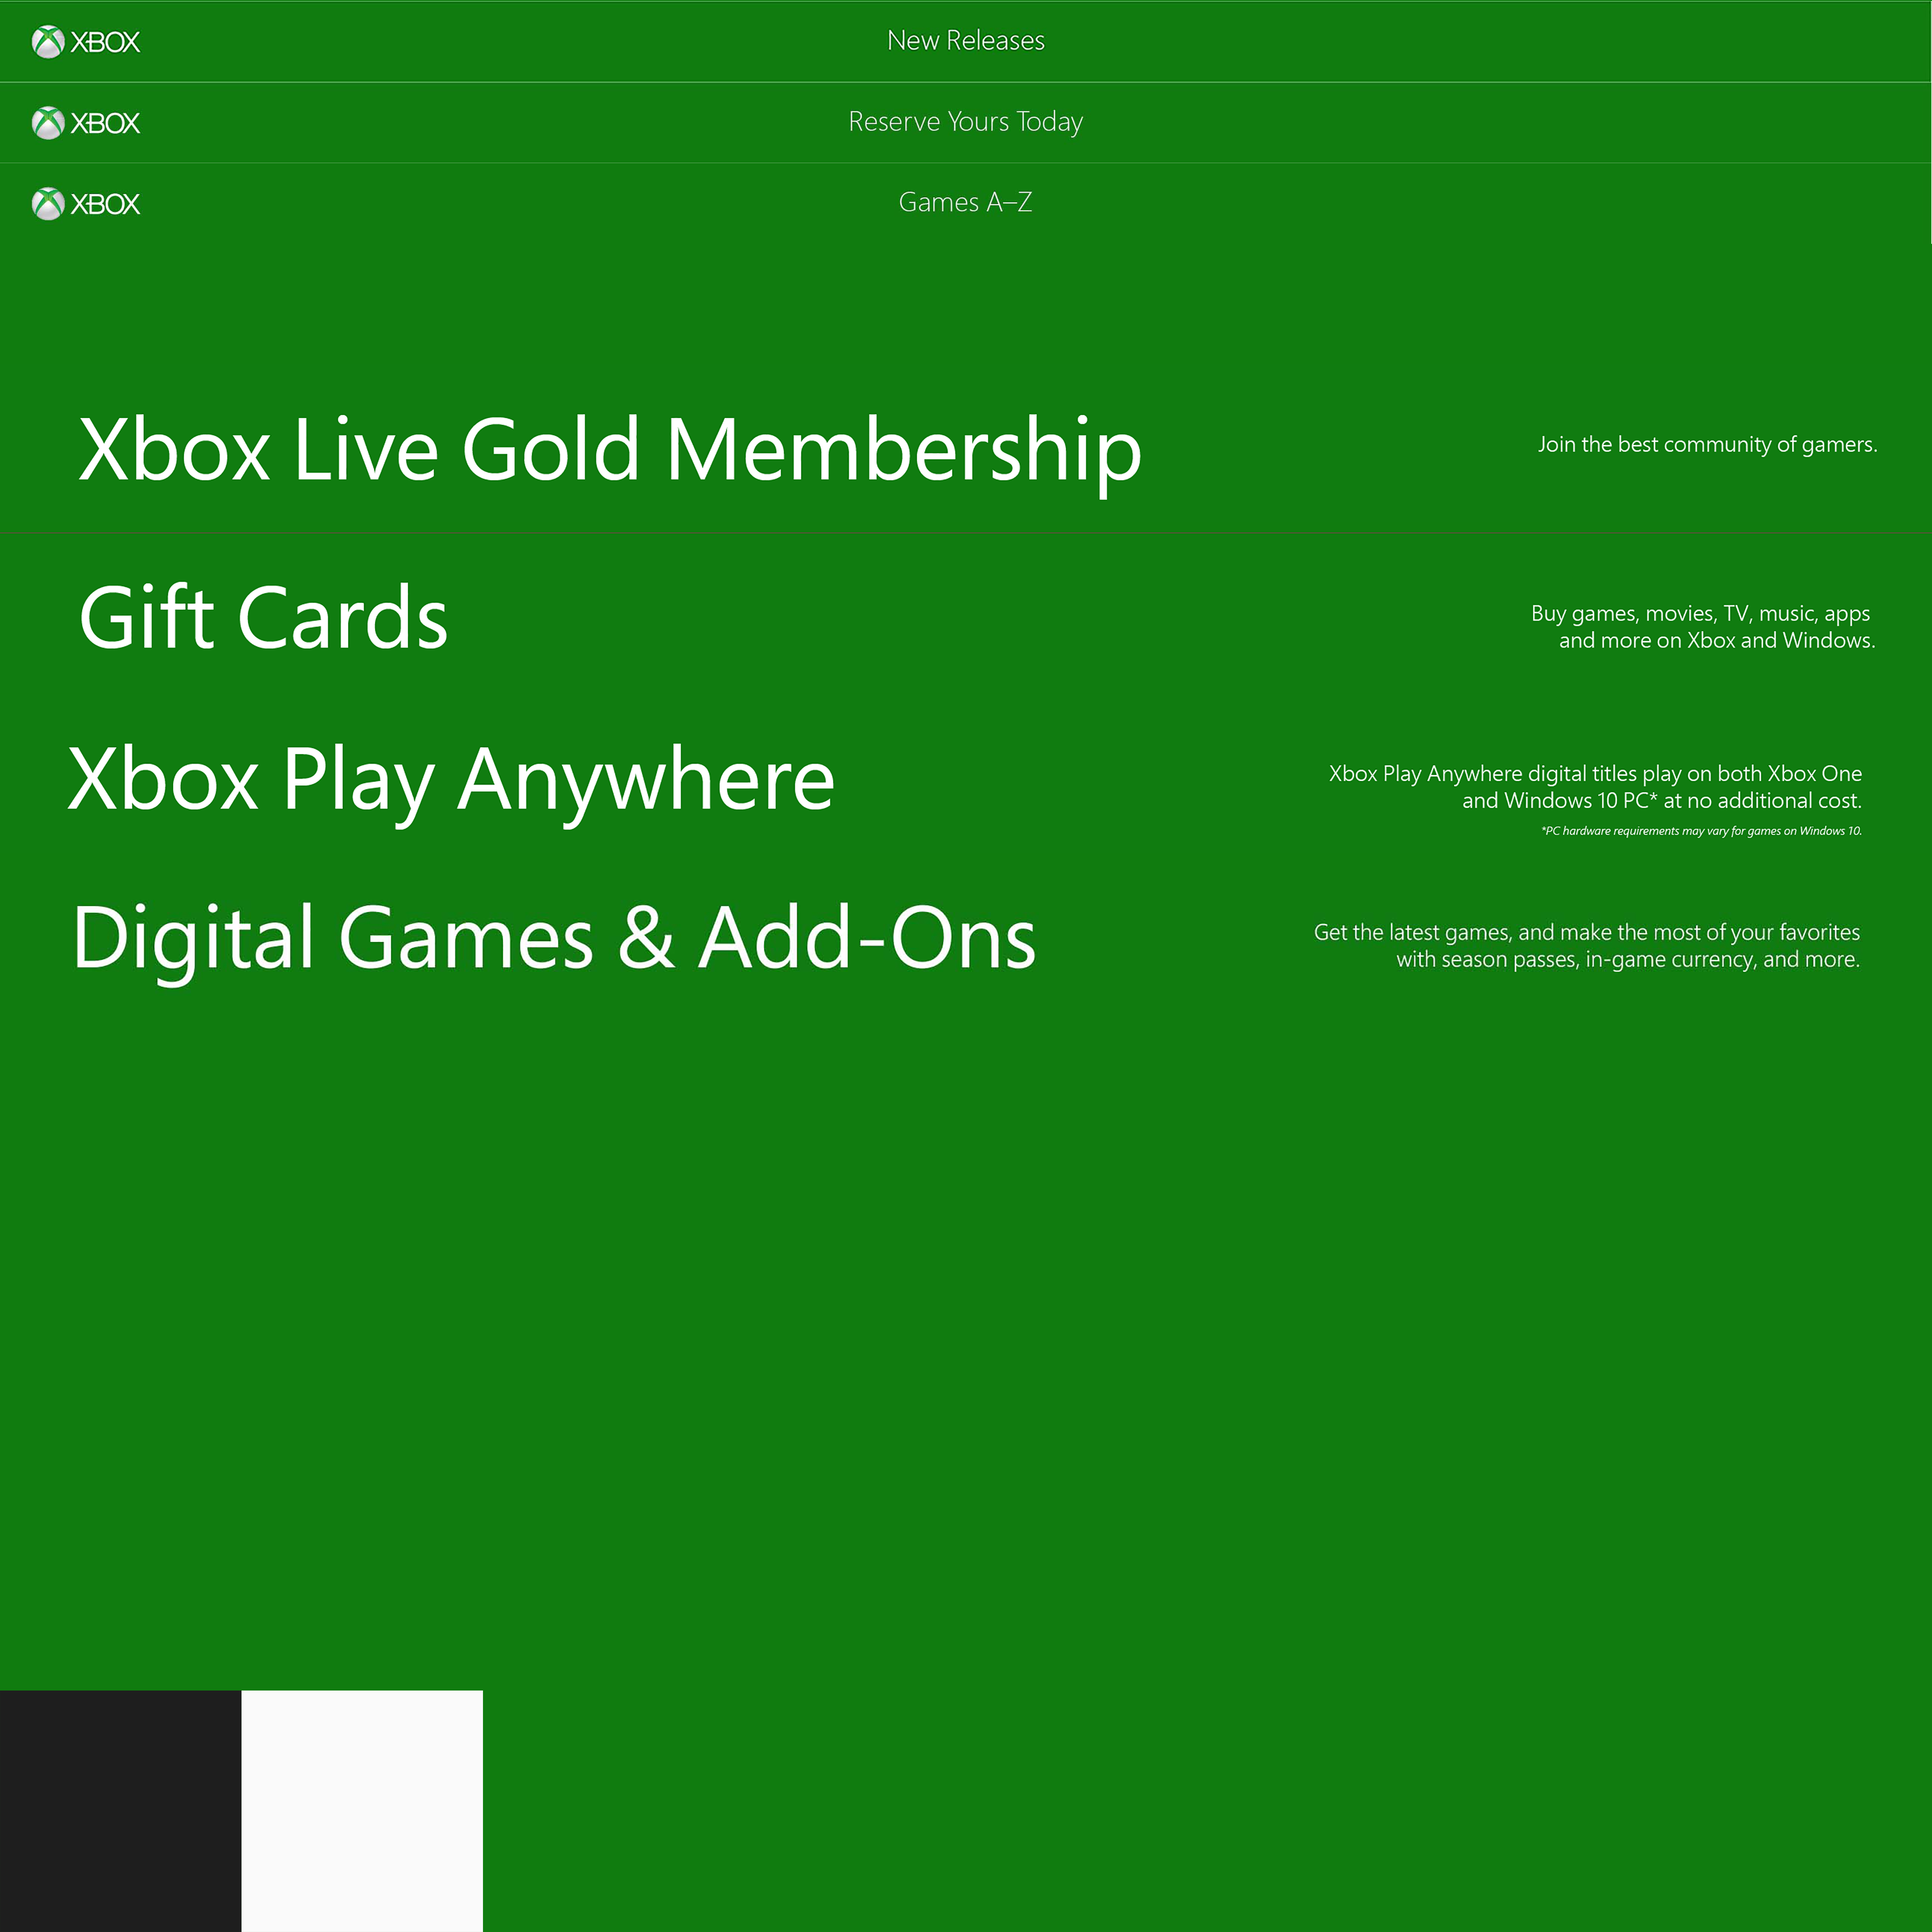 XBOX
New Releases
XBOX
Reserve Yours Today
XBOX
Games A–Z
Xbox Live Gold Membership
Join the best community of gamers.
Gift Cards
Buy games, movies, TV, music, apps
and more on Xbox and Windows.
Xbox Play Anywhere
Xbox Play Anywhere digital titles play on both Xbox One
and Windows 10 PC* at no additional cost.
*PC hardware requirements may vary for games on Windows 10.
Digital Games & Add-Ons
Get the latest games, and make the most of your favorites
with season passes, in-game currency, and more.